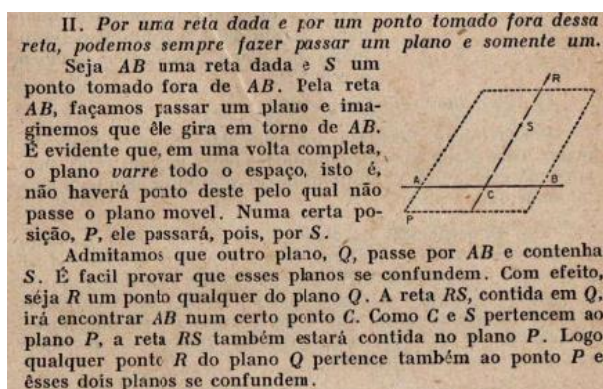 II. Por uma reta dada e por um ponto tomado fora dessa
reta, podemos sempre fazer passar um plano e somente um.
Seja AB uma reta dada e S um
ponto tomado fora de AB. Pela reta
AB, façamos passar um plano e ima-
ginemos que êle gira em torno de AB.
É evidente que, em uma volta completa,
o plano varre todo o espaço, isto é,
não haverá ponto deste pelo qual não
passe o plano movel. Numa certa po-
sição, P, ele passará, pois, por S.
R
S
A
B
C
P
Admitamos que outro plano, Q, passe por AB e contenha
S. É facil provar que esses planos se confundem. Com efeito,
séja R um ponto qualquer do plano Q. A reta RS, contida em Q,
irá encontrar AB num certo ponto C. Como C e S pertencem ao
plano P, a reta RS também estará contida no plano P. Logo
qualquer ponto R do plano Q pertence também ao ponto P e
êsses dois planos se confundem.